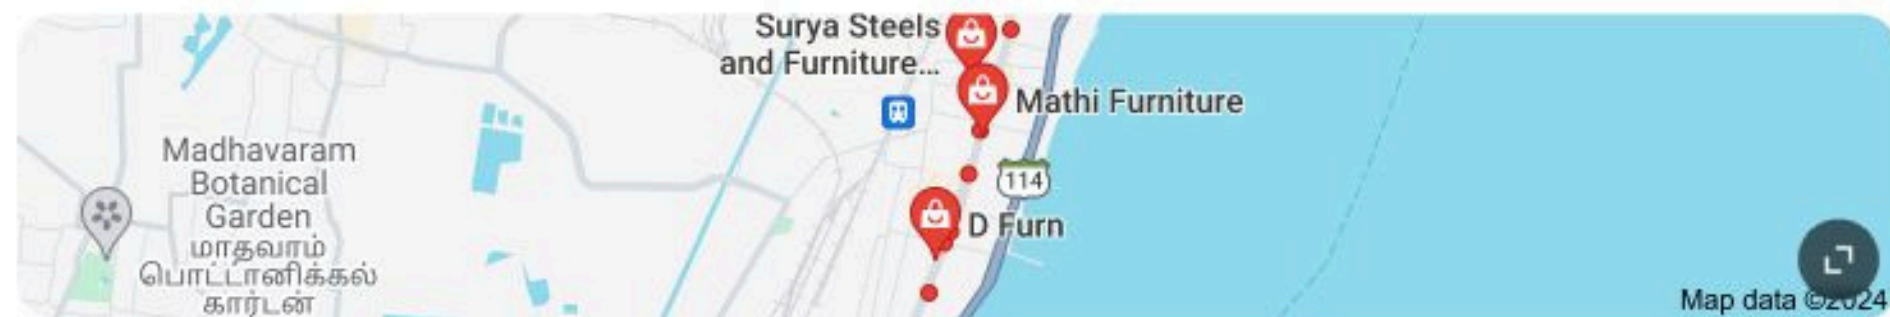 Surya Steels
and Furniture...
Mathi Furniture
114
D Furn
Madhavaram
Botanical
Garden
மாதவரம்
பொட்டானிக்கல்
கார்டன்
Map data ©2024